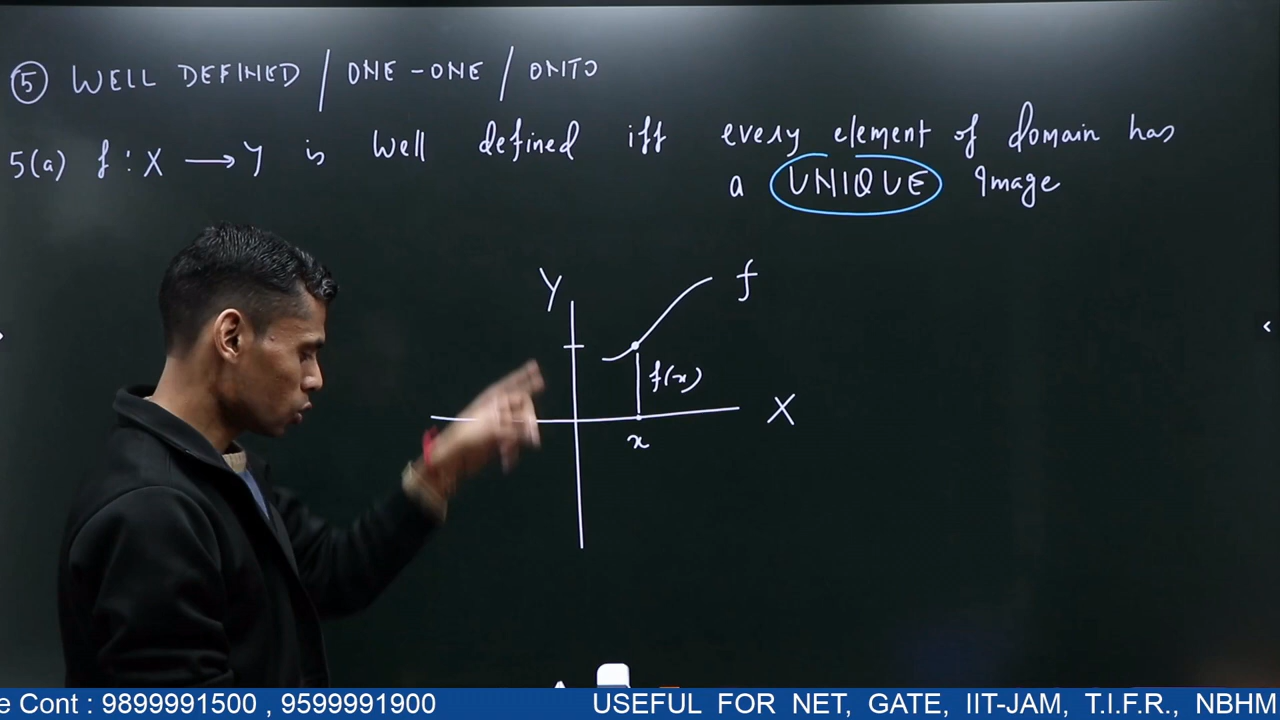 ⑤ WELL DEFINED / ONE-ONE / ONTO
5(a) f : X ⟶ Y is well defined iff every element of domain has
a UNIQUE Image
Y
f
f(x)
X
x
e Cont : 9899991500 , 9599991900 USEFUL FOR NET, GATE, IIT-JAM, T.I.F.R., NBHM